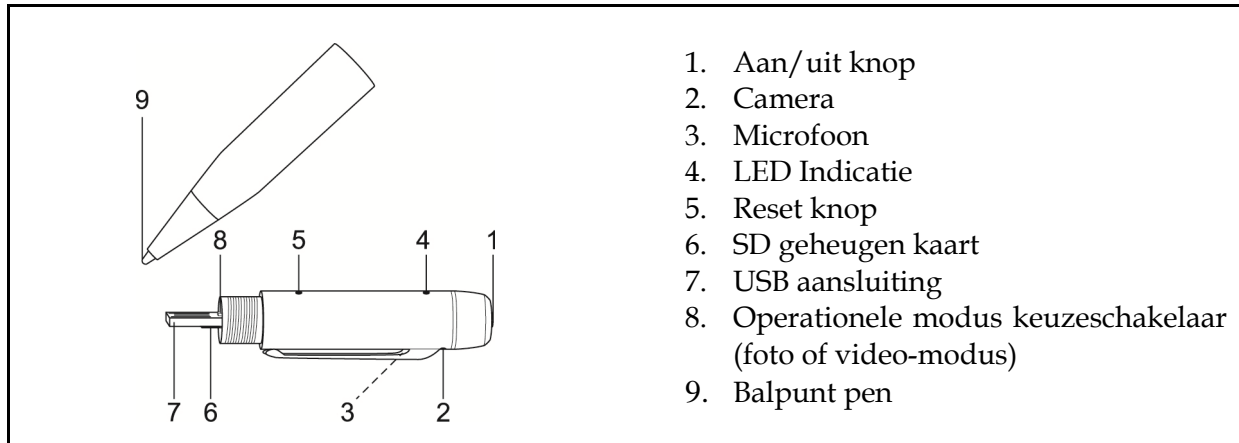 9
8 5 4 1
7 6 3 2
1. Aan/uit knop
2. Camera
3. Microfoon
4. LED Indicatie
5. Reset knop
6. SD geheugen kaart
7. USB aansluiting
8. Operationele modus keuzeschakelaar
(foto of video-modus)
9. Balpunt pen